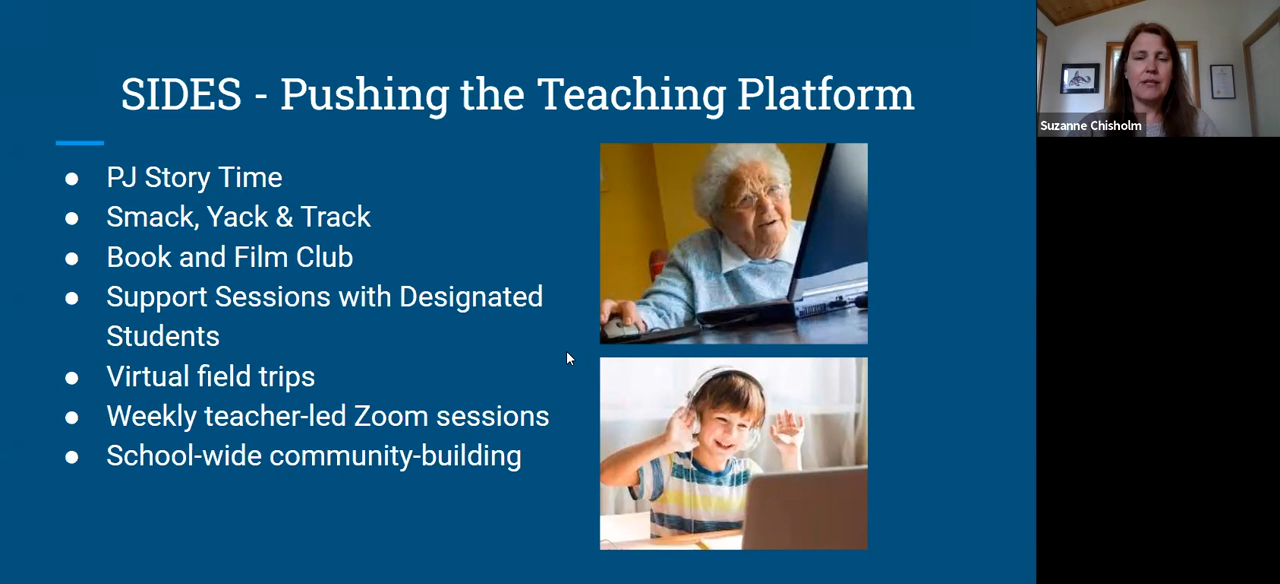 SIDES - Pushing the Teaching Platform
● PJ Story Time
● Smack, Yack & Track
● Book and Film Club
● Support Sessions with Designated
Students
● Virtual field trips
● Weekly teacher-led Zoom sessions
● School-wide community-building
Suzanne Chisholm